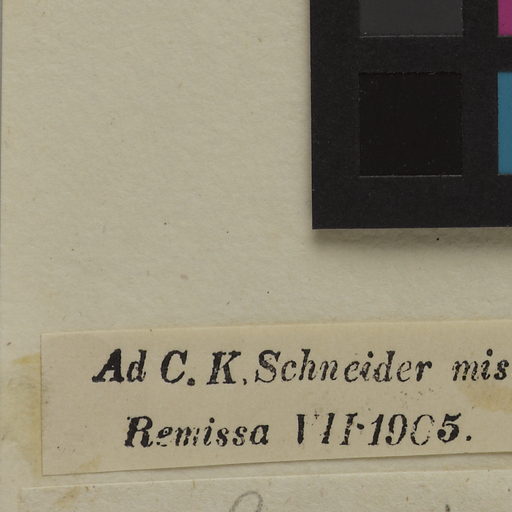 Ad C. K. Schneider mis
Remissa VII·1905.